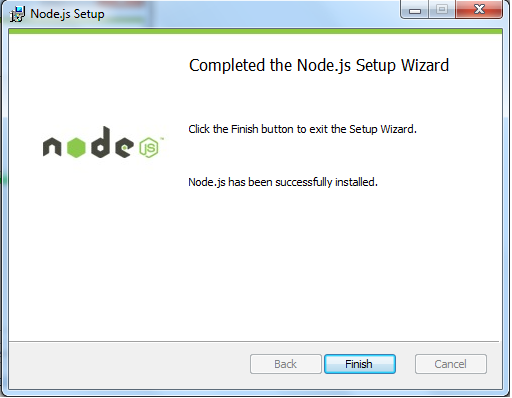 Node.js Setup
Completed the Node.js Setup Wizard
Click the Finish button to exit the Setup Wizard.
node JS™
Node.js has been successfully installed.
Back Finish Cancel